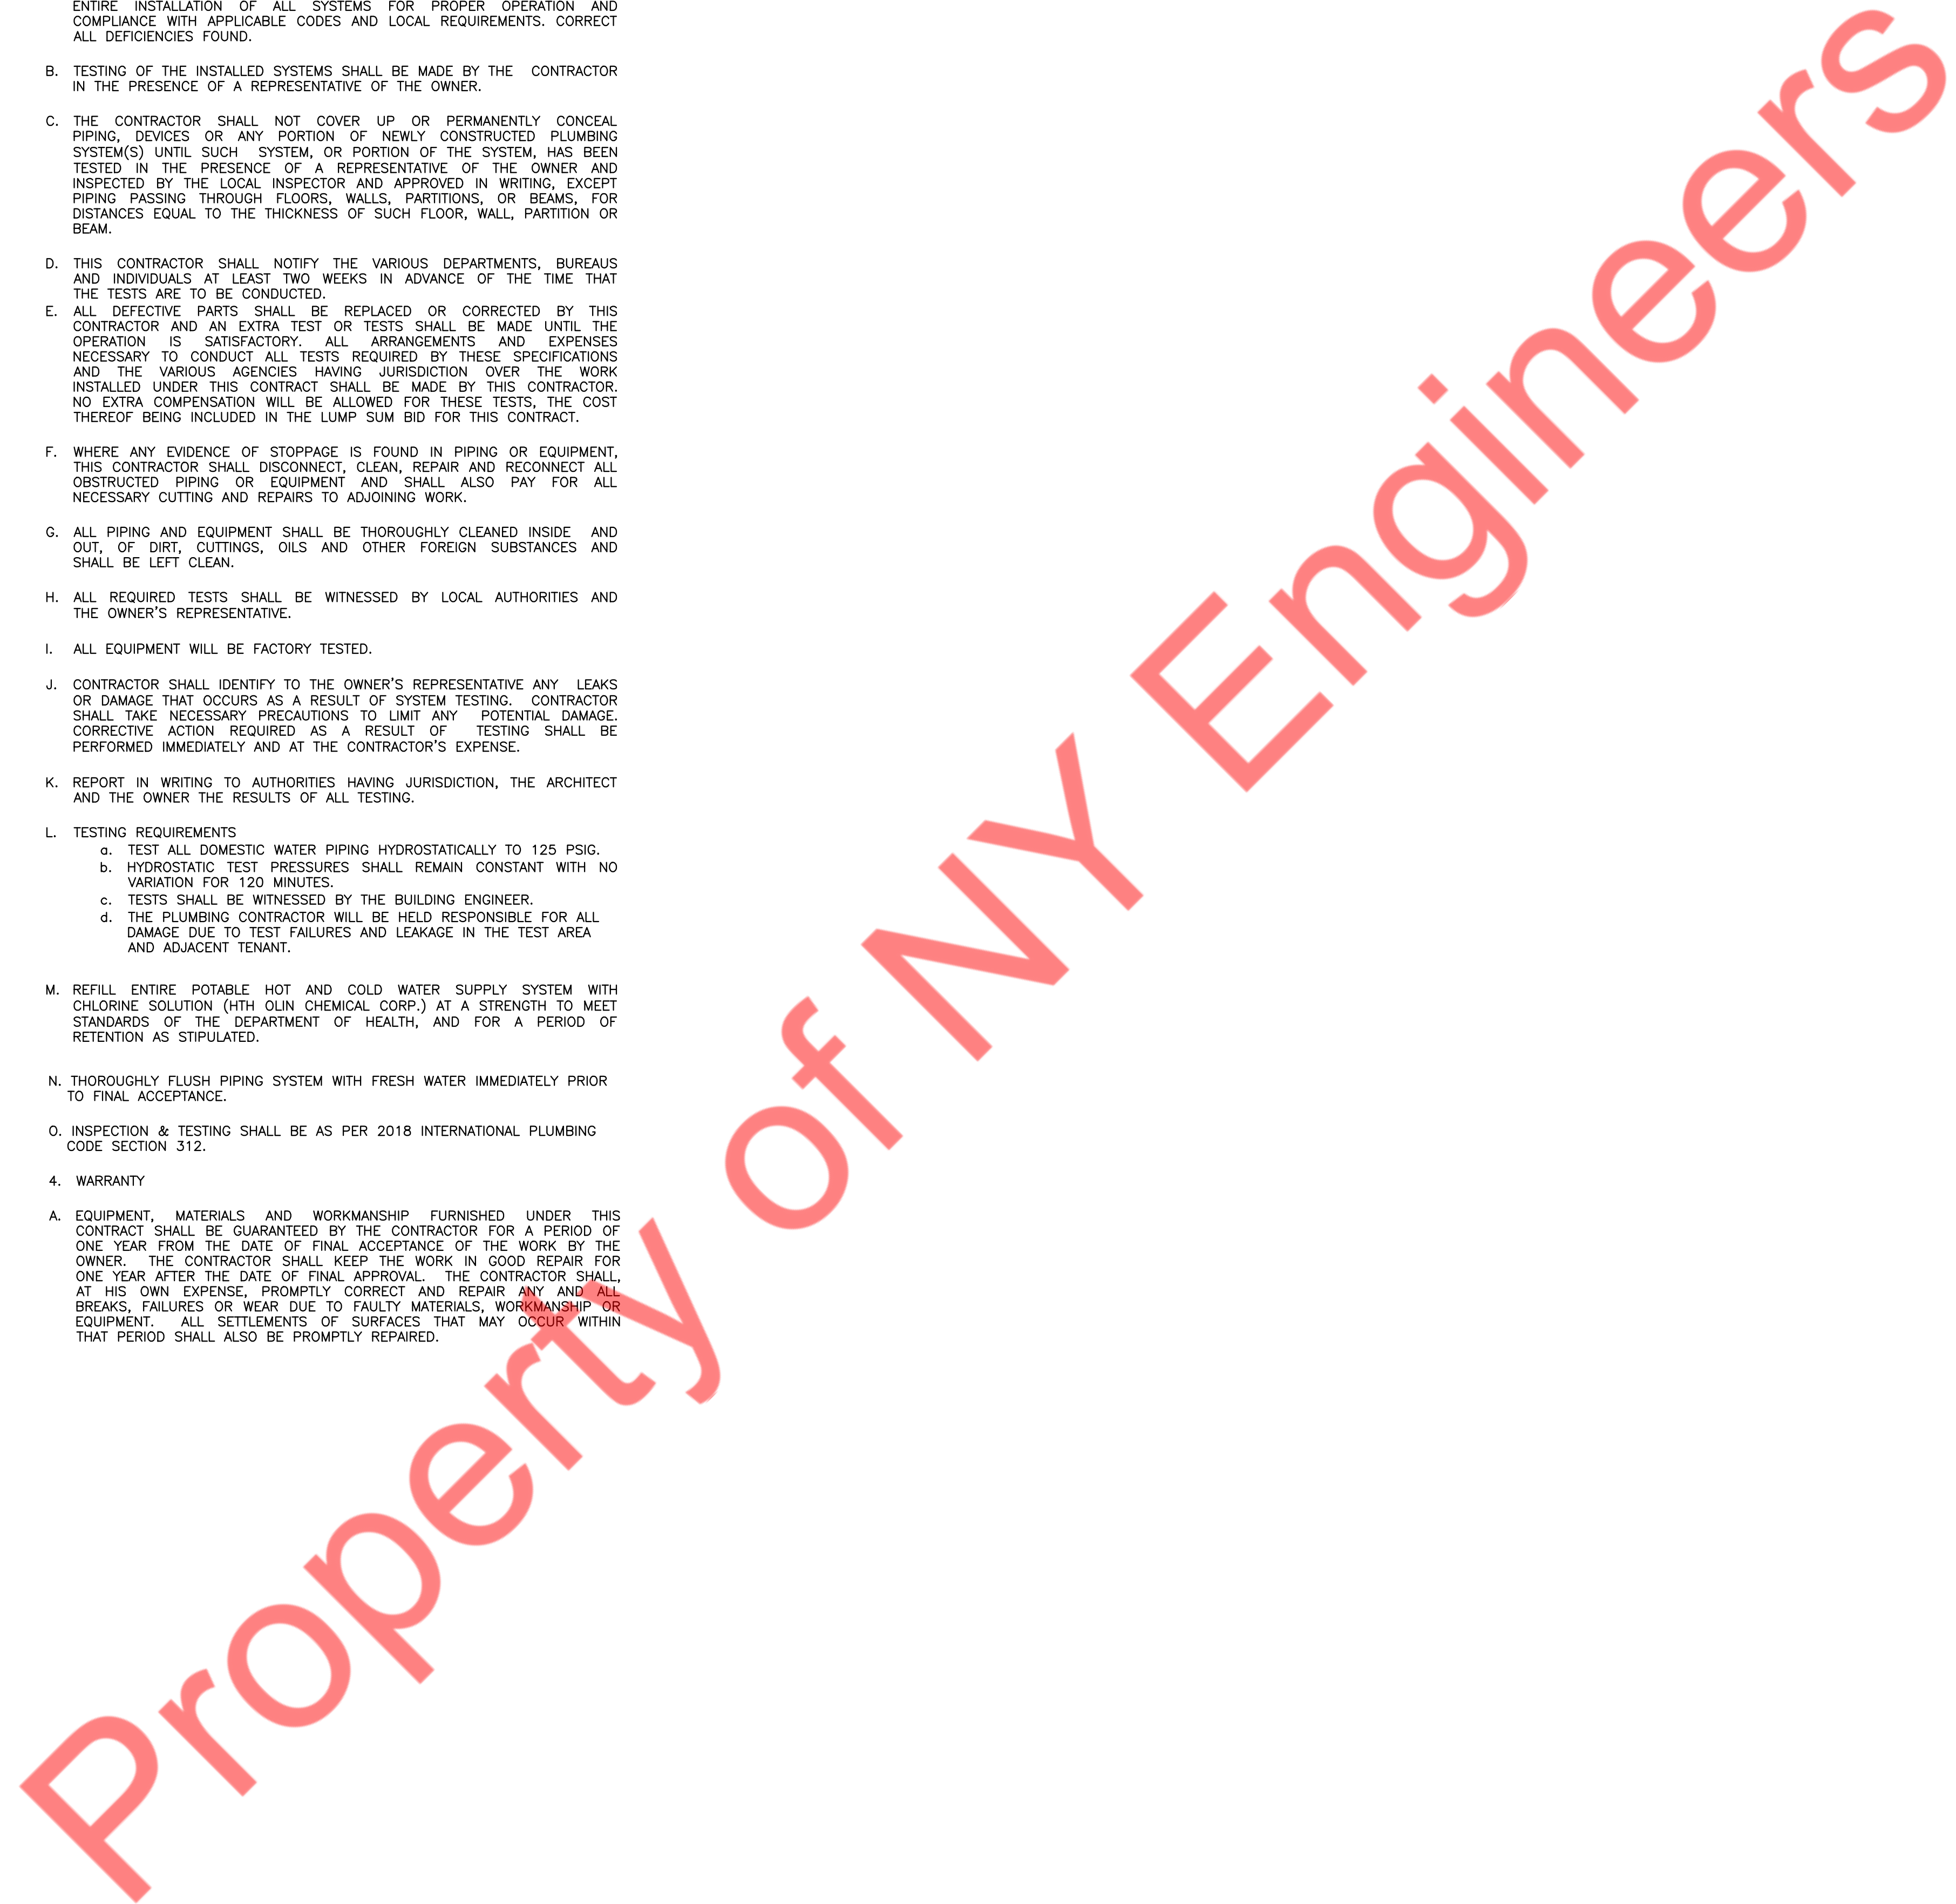 ENTIRE INSTALLATION OF ALL SYSTEMS FOR PROPER OPERATION AND
COMPLIANCE WITH APPLICABLE CODES AND LOCAL REQUIREMENTS. CORRECT
ALL DEFICIENCIES FOUND.
B. TESTING OF THE INSTALLED SYSTEMS SHALL BE MADE BY THE CONTRACTOR
IN THE PRESENCE OF A REPRESENTATIVE OF THE OWNER.
C. THE CONTRACTOR SHALL NOT COVER UP OR PERMANENTLY CONCEAL
PIPING, DEVICES OR ANY PORTION OF NEWLY CONSTRUCTED PLUMBING
SYSTEM(S) UNTIL SUCH SYSTEM, OR PORTION OF THE SYSTEM, HAS BEEN
TESTED IN THE PRESENCE OF A REPRESENTATIVE OF THE OWNER AND
INSPECTED BY THE LOCAL INSPECTOR AND APPROVED IN WRITING, EXCEPT
PIPING PASSING THROUGH FLOORS, WALLS, PARTITIONS, OR BEAMS, FOR
DISTANCES EQUAL TO THE THICKNESS OF SUCH FLOOR, WALL, PARTITION OR
BEAM.
D. THIS CONTRACTOR SHALL NOTIFY THE VARIOUS DEPARTMENTS, BUREAUS
AND INDIVIDUALS AT LEAST TWO WEEKS IN ADVANCE OF THE TIME THAT
THE TESTS ARE TO BE CONDUCTED.
E. ALL DEFECTIVE PARTS SHALL BE REPLACED OR CORRECTED BY THIS
CONTRACTOR AND AN EXTRA TEST OR TESTS SHALL BE MADE UNTIL THE
OPERATION IS SATISFACTORY. ALL ARRANGEMENTS AND EXPENSES
NECESSARY TO CONDUCT ALL TESTS REQUIRED BY THESE SPECIFICATIONS
AND THE VARIOUS AGENCIES HAVING JURISDICTION OVER THE WORK
INSTALLED UNDER THIS CONTRACT SHALL BE MADE BY THIS CONTRACTOR.
NO EXTRA COMPENSATION WILL BE ALLOWED FOR THESE TESTS, THE COST
THEREOF BEING INCLUDED IN THE LUMP SUM BID FOR THIS CONTRACT.
F. WHERE ANY EVIDENCE OF STOPPAGE IS FOUND IN PIPING OR EQUIPMENT,
THIS CONTRACTOR SHALL DISCONNECT, CLEAN, REPAIR AND RECONNECT ALL
OBSTRUCTED PIPING OR EQUIPMENT AND SHALL ALSO PAY FOR ALL
NECESSARY CUTTING AND REPAIRS TO ADJOINING WORK.
G. ALL PIPING AND EQUIPMENT SHALL BE THOROUGHLY CLEANED INSIDE AND
OUT, OF DIRT, CUTTINGS, OILS AND OTHER FOREIGN SUBSTANCES AND
SHALL BE LEFT CLEAN.
H. ALL REQUIRED TESTS SHALL BE WITNESSED BY LOCAL AUTHORITIES AND
THE OWNER'S REPRESENTATIVE.
I. ALL EQUIPMENT WILL BE FACTORY TESTED.
J. CONTRACTOR SHALL IDENTIFY TO THE OWNER'S REPRESENTATIVE ANY LEAKS
OR DAMAGE THAT OCCURS AS A RESULT OF SYSTEM TESTING. CONTRACTOR
SHALL TAKE NECESSARY PRECAUTIONS TO LIMIT ANY POTENTIAL DAMAGE.
CORRECTIVE ACTION REQUIRED AS A RESULT OF TESTING SHALL BE
PERFORMED IMMEDIATELY AND AT THE CONTRACTOR'S EXPENSE.
K. REPORT IN WRITING TO AUTHORITIES HAVING JURISDICTION, THE ARCHITECT
AND THE OWNER THE RESULTS OF ALL TESTING.
L. TESTING REQUIREMENTS
a. TEST ALL DOMESTIC WATER PIPING HYDROSTATICALLY TO 125 PSIG.
b. HYDROSTATIC TEST PRESSURES SHALL REMAIN CONSTANT WITH NO
VARIATION FOR 120 MINUTES.
c. TESTS SHALL BE WITNESSED BY THE BUILDING ENGINEER.
d. THE PLUMBING CONTRACTOR WILL BE HELD RESPONSIBLE FOR ALL
DAMAGE DUE TO TEST FAILURES AND LEAKAGE IN THE TEST AREA
AND ADJACENT TENANT.
M. REFILL ENTIRE POTABLE HOT AND COLD WATER SUPPLY SYSTEM WITH
CHLORINE SOLUTION (HTH OLIN CHEMICAL CORP.) AT A STRENGTH TO MEET
STANDARDS OF THE DEPARTMENT OF HEALTH, AND FOR A PERIOD OF
RETENTION AS STIPULATED.
N. THOROUGHLY FLUSH PIPING SYSTEM WITH FRESH WATER IMMEDIATELY PRIOR
TO FINAL ACCEPTANCE.
O. INSPECTION & TESTING SHALL BE AS PER 2018 INTERNATIONAL PLUMBING
CODE SECTION 312.
4. WARRANTY
A. EQUIPMENT, MATERIALS AND WORKMANSHIP FURNISHED UNDER THIS
CONTRACT SHALL BE GUARANTEED BY THE CONTRACTOR FOR A PERIOD OF
ONE YEAR FROM THE DATE OF FINAL ACCEPTANCE OF THE WORK BY THE
OWNER. THE CONTRACTOR SHALL KEEP THE WORK IN GOOD REPAIR FOR
ONE YEAR AFTER THE DATE OF FINAL APPROVAL. THE CONTRACTOR SHALL,
AT HIS OWN EXPENSE, PROMPTLY CORRECT AND REPAIR ANY AND ALL
BREAKS, FAILURES OR WEAR DUE TO FAULTY MATERIALS, WORKMANSHIP OR
EQUIPMENT. ALL SETTLEMENTS OF SURFACES THAT MAY OCCUR WITHIN
THAT PERIOD SHALL ALSO BE PROMPTLY REPAIRED.
Property of NY Engineers